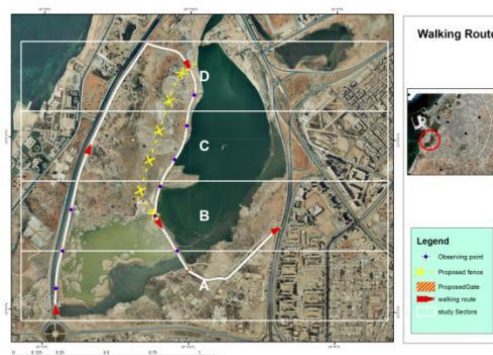 Walking Route
D
C
B
A
Legend
Observing point
Proposed fence
ProposedGate
walking route
study Sectors